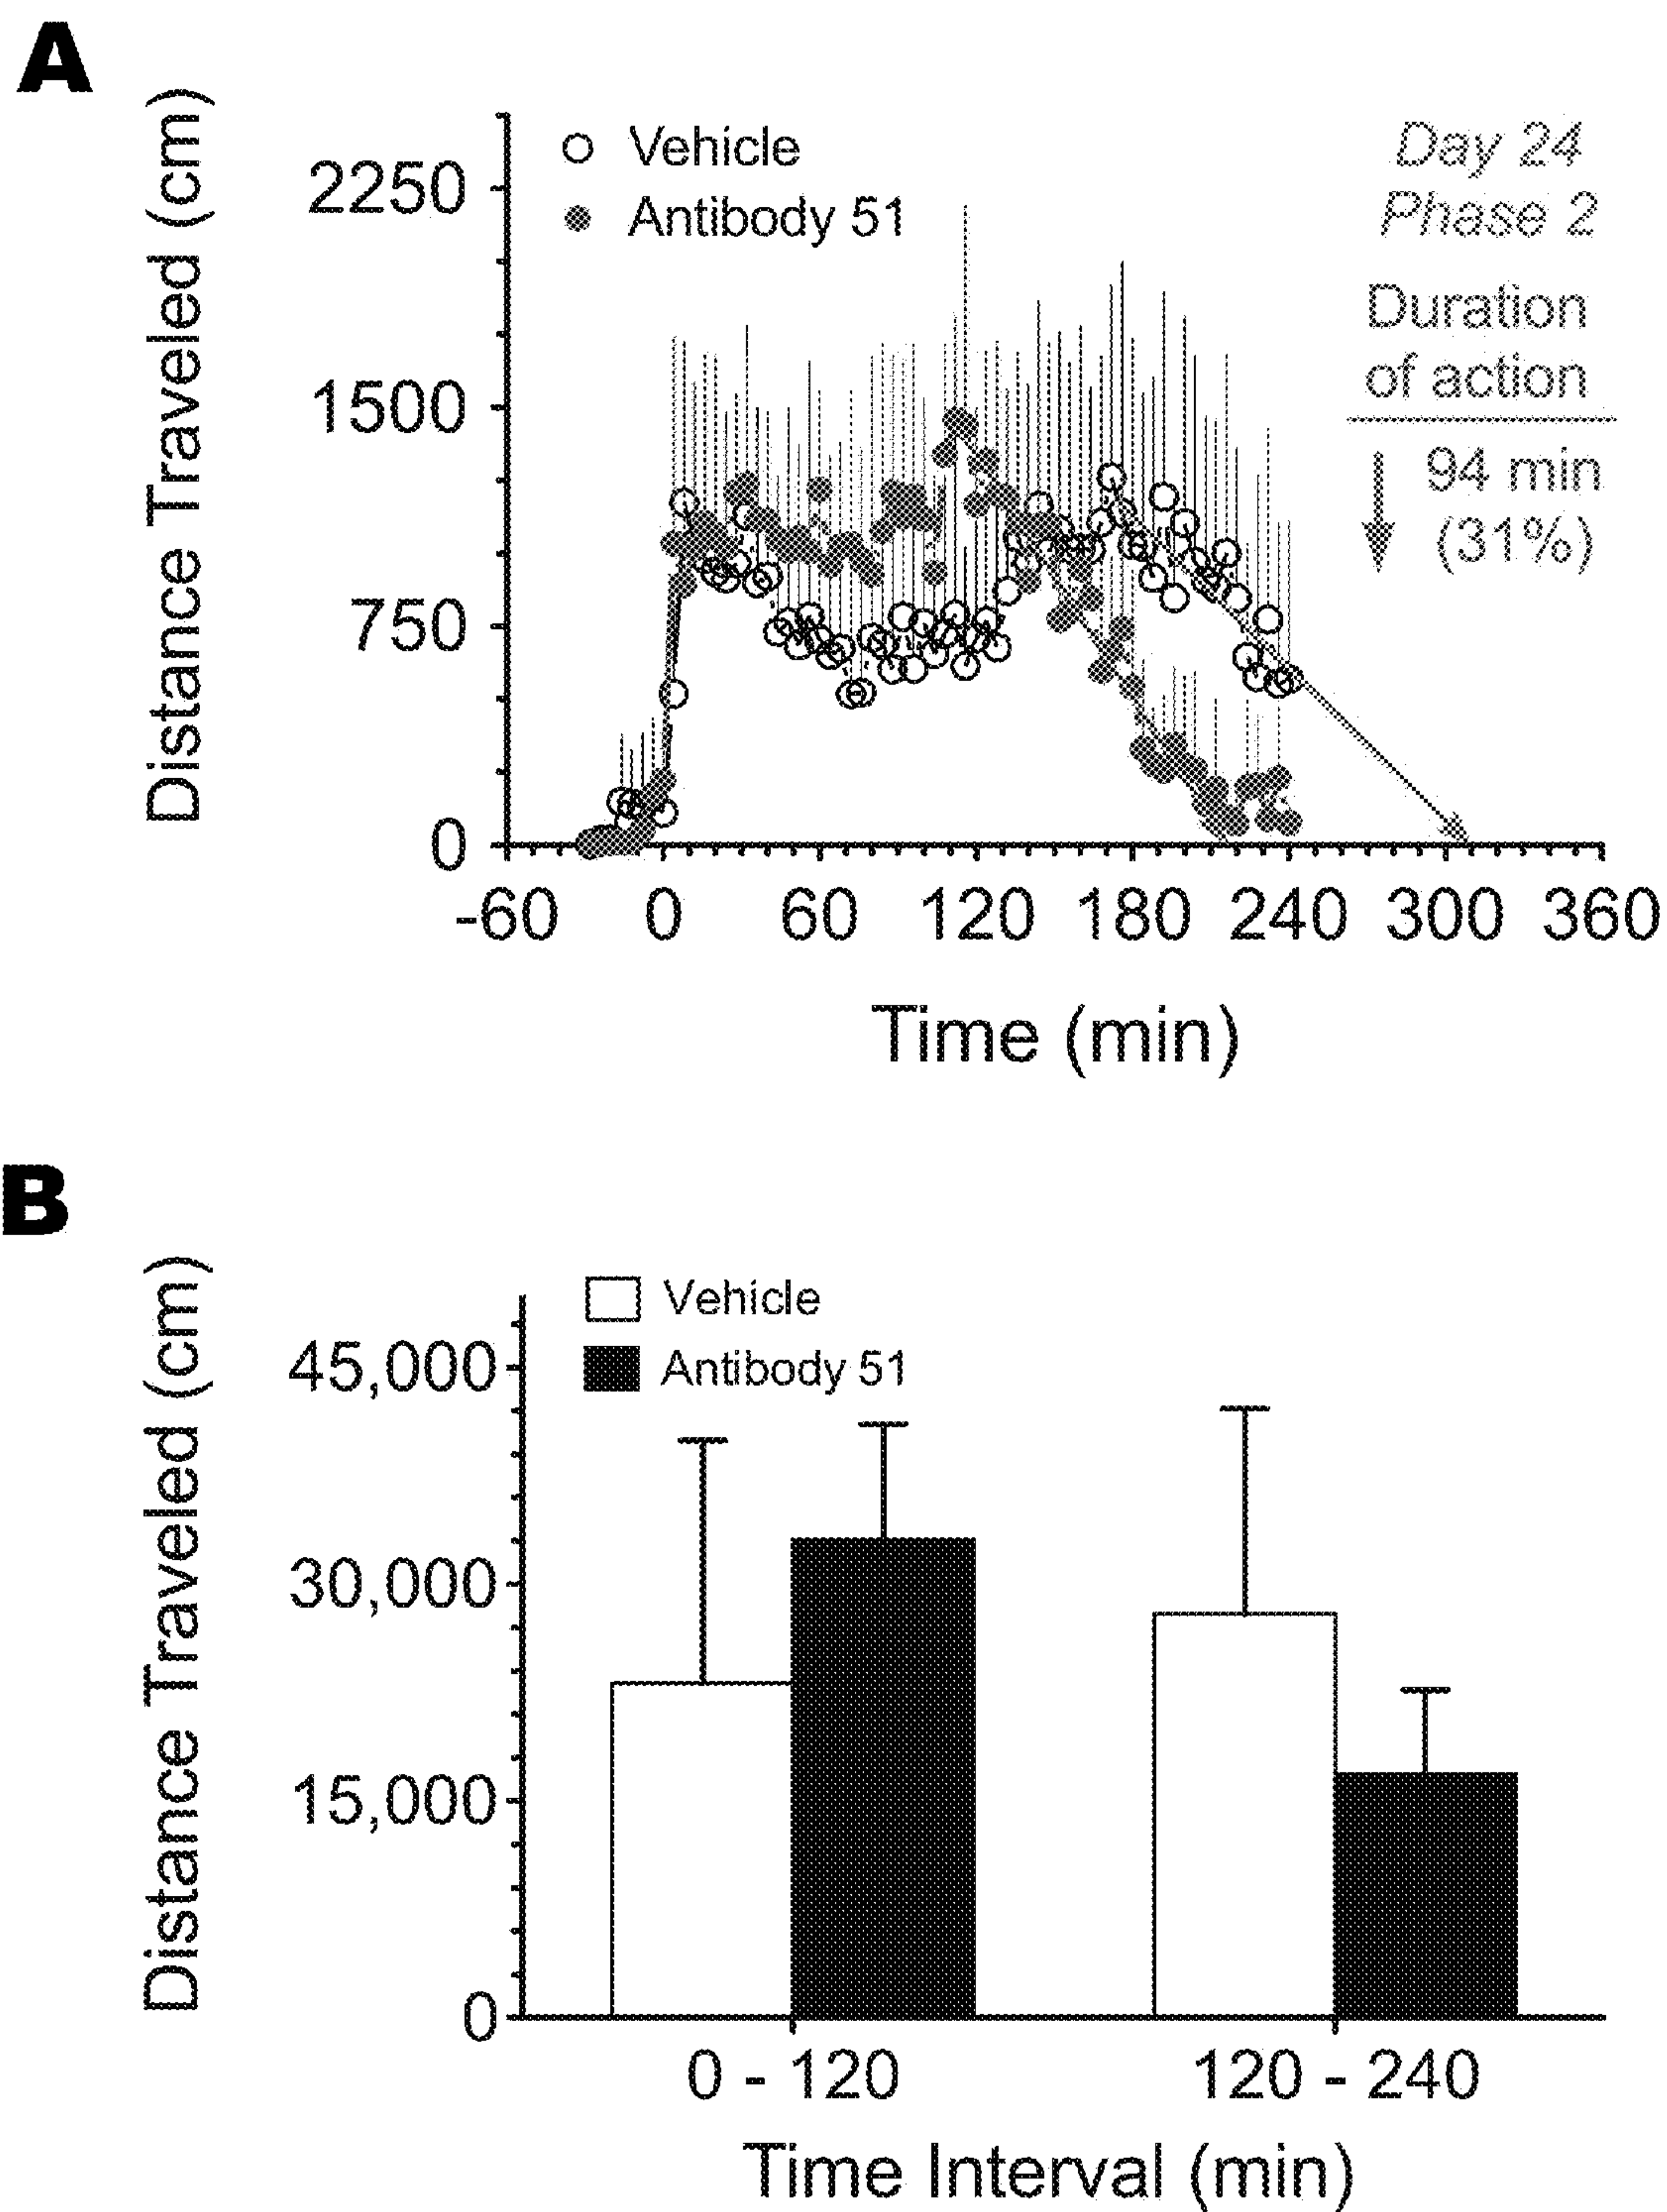 A
Distance Traveled (cm)
2250
1500
750
0
Vehicle
Antibody 51
Day 24
Phase 2
Duration
of action
94 min
(31%)
-60 0 60 120 180 240 300 360
Time (min)
B
Distance Traveled (cm)
45,000
30,000
15,000
0
Vehicle
Antibody 51
0 - 120 120 - 240
Time Interval (min)